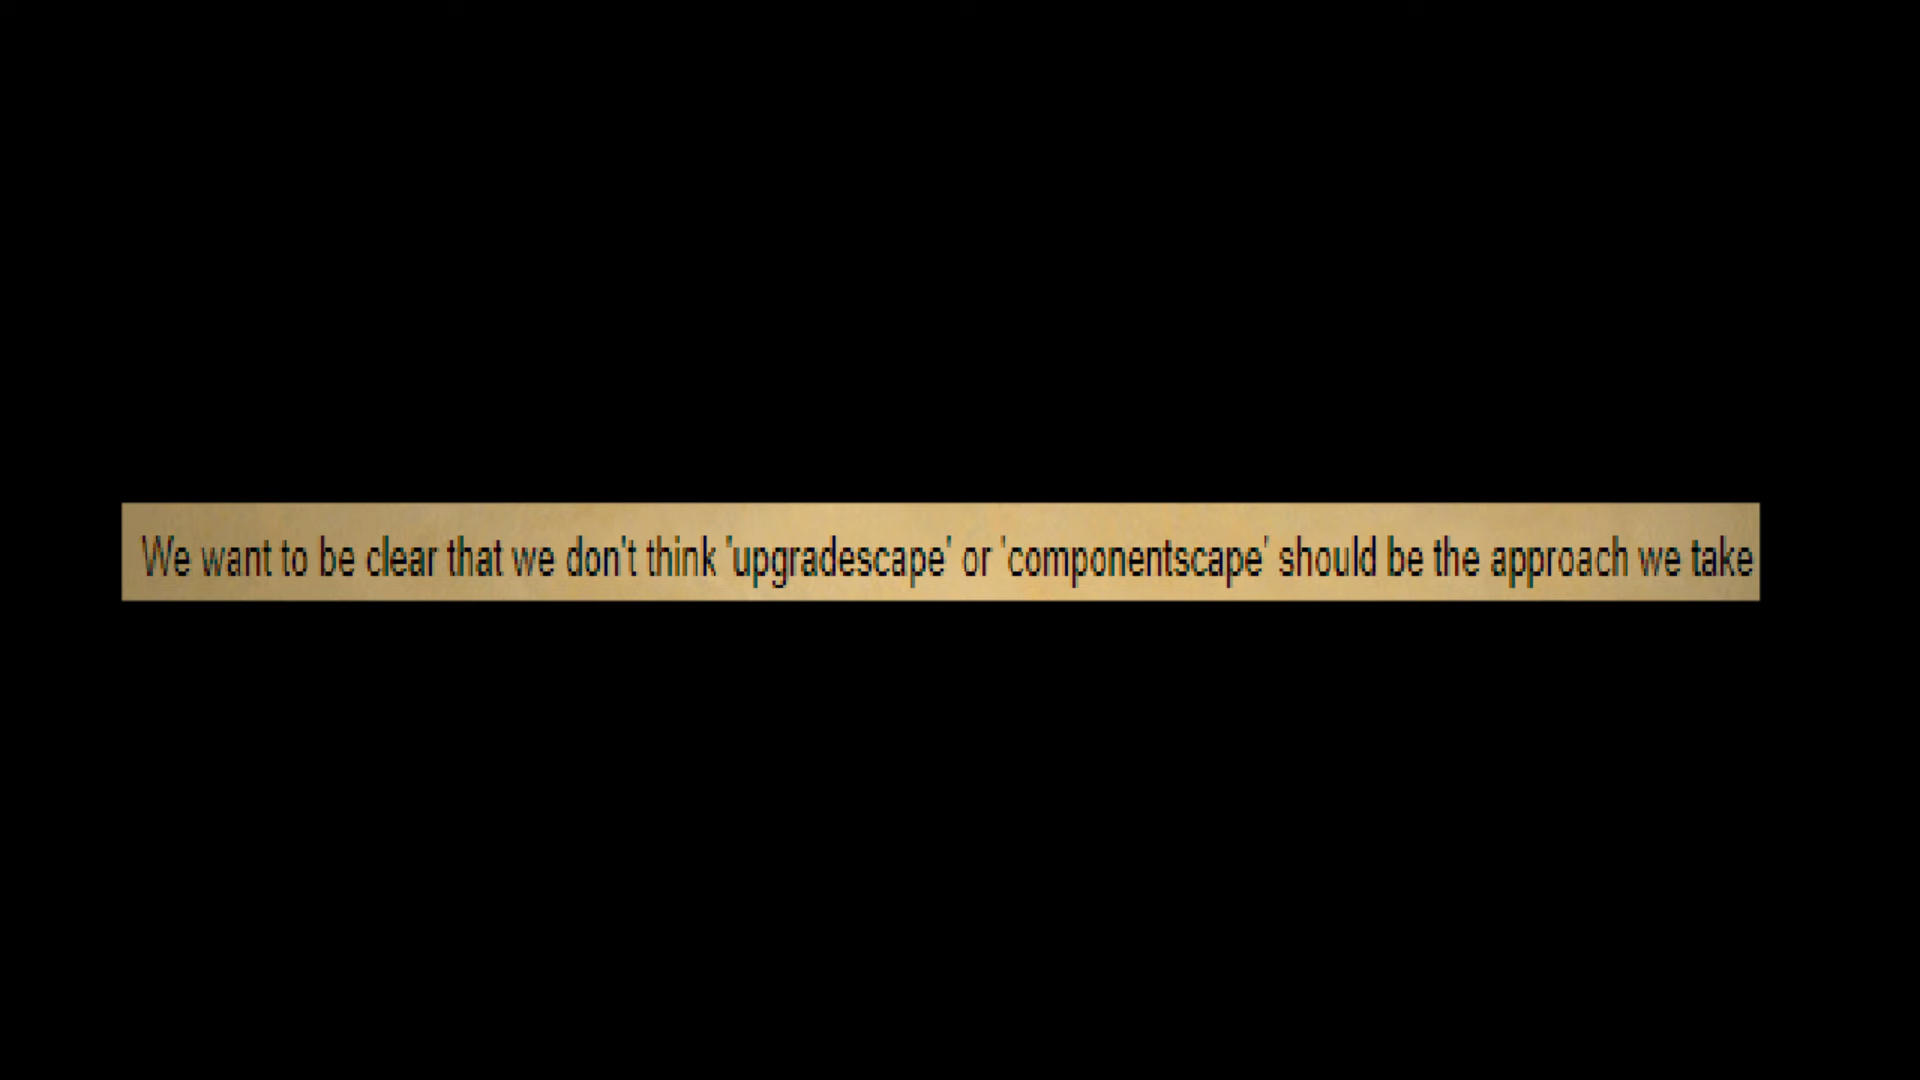 We want to be clear that we don't think 'upgradescape' or 'componentscape' should be the approach we take